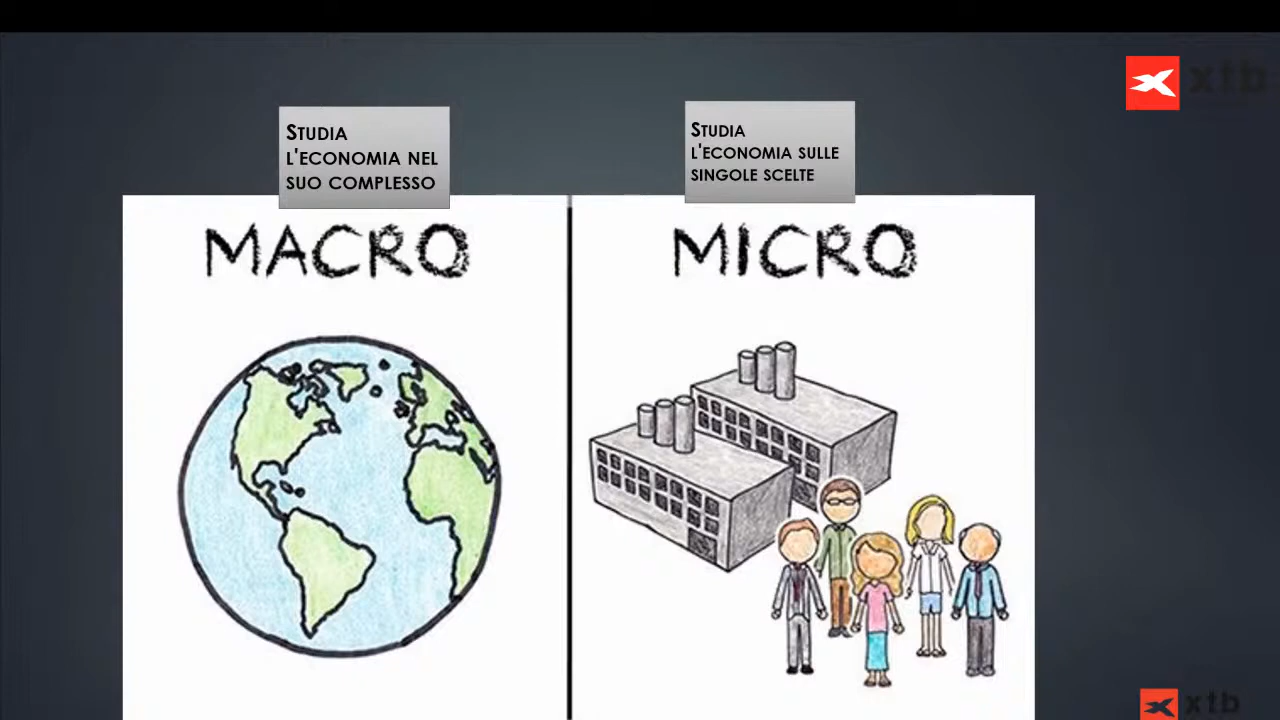 xtb
STUDIA
L'ECONOMIA NEL
SUO COMPLESSO
STUDIA
L'ECONOMIA SULLE
SINGOLE SCELTE
MACRO
MICRO
xtb